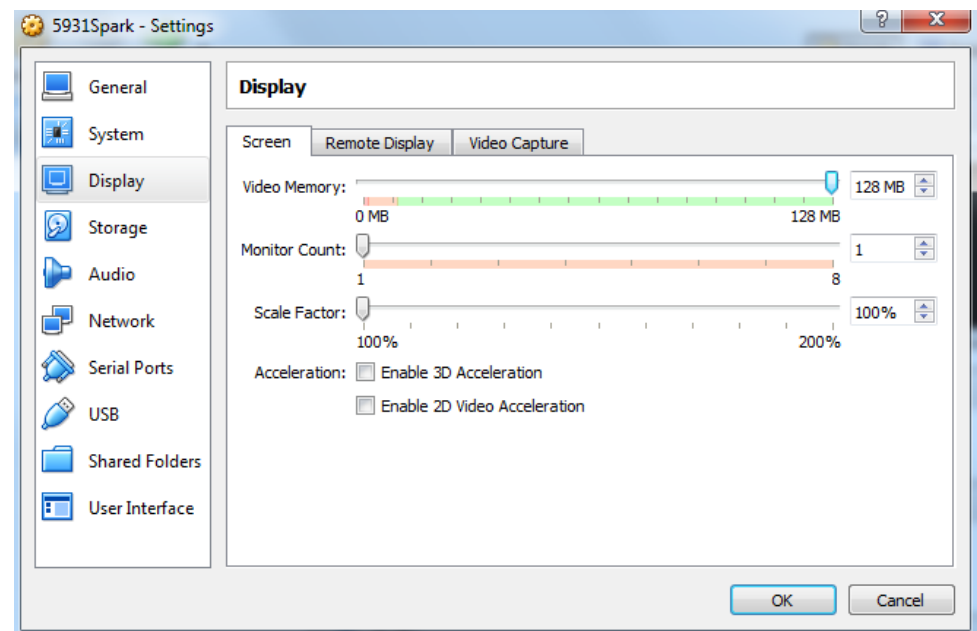 5931Spark - Settings
General
System
Display
Storage
Audio
Network
Serial Ports
USB
Shared Folders
User Interface
Display
Screen Remote Display Video Capture
Video Memory: 128 MB
0 MB 128 MB
Monitor Count: 1
1 8
Scale Factor: 100%
100% 200%
Acceleration: Enable 3D Acceleration
Enable 2D Video Acceleration
OK Cancel